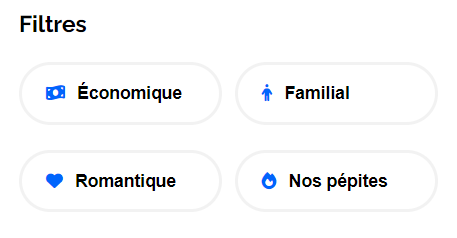 Filtres
Économique
Familial
Romantique
Nos pépites